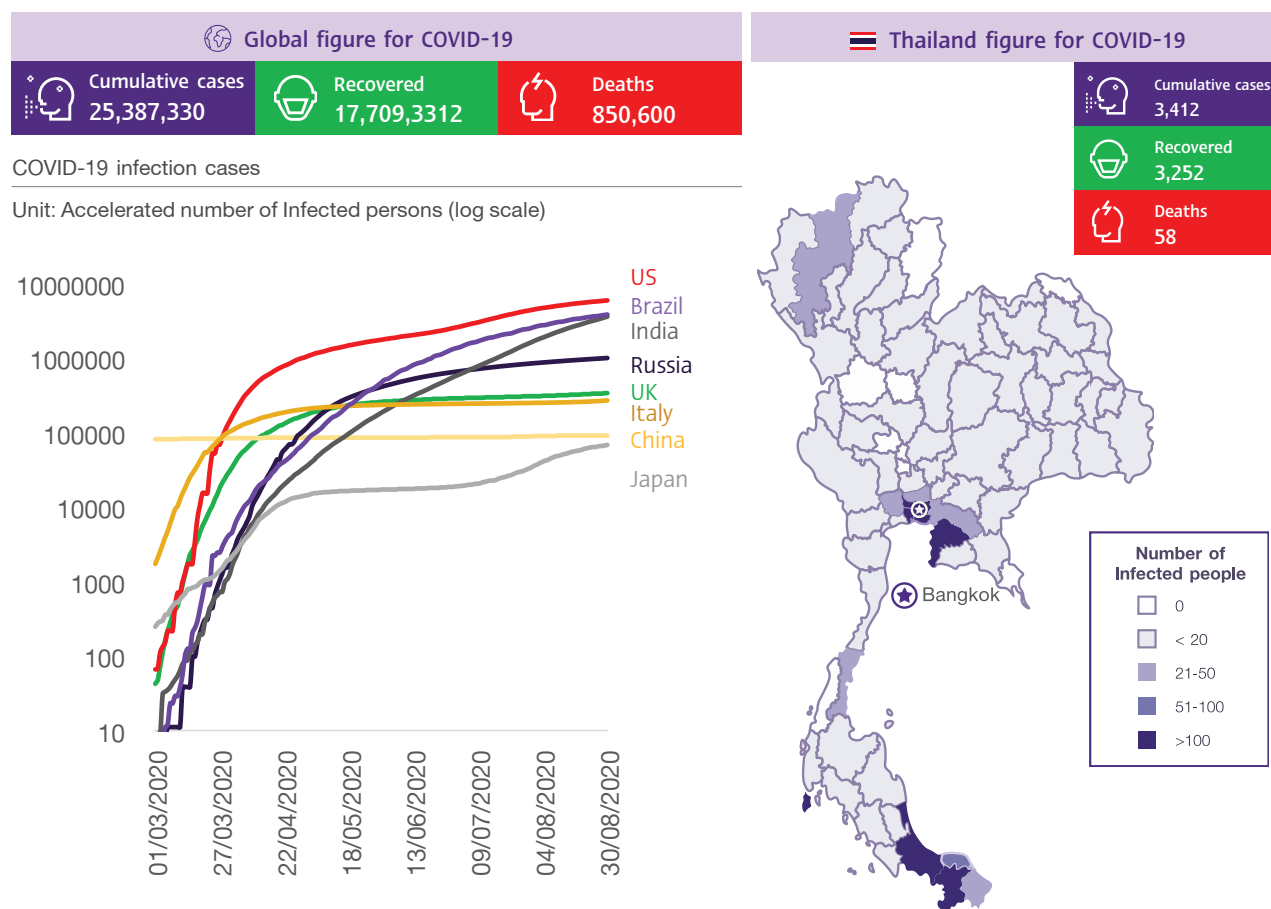 Global figure for COVID-19
Cumulative cases
25,387,330
Recovered
17,709,3312
Deaths
850,600
COVID-19 infection cases
Unit: Accelerated number of Infected persons (log scale)
10000000
1000000
100000
10000
1000
100
10
US
Brazil
India
Russia
UK
Italy
China
Japan
01/03/2020
27/03/2020
22/04/2020
18/05/2020
13/06/2020
09/07/2020
04/08/2020
30/08/2020
Thailand figure for COVID-19
Cumulative cases
3,412
Recovered
3,252
Deaths
58
Bangkok
Number of
Infected people
0
< 20
21-50
51-100
>100